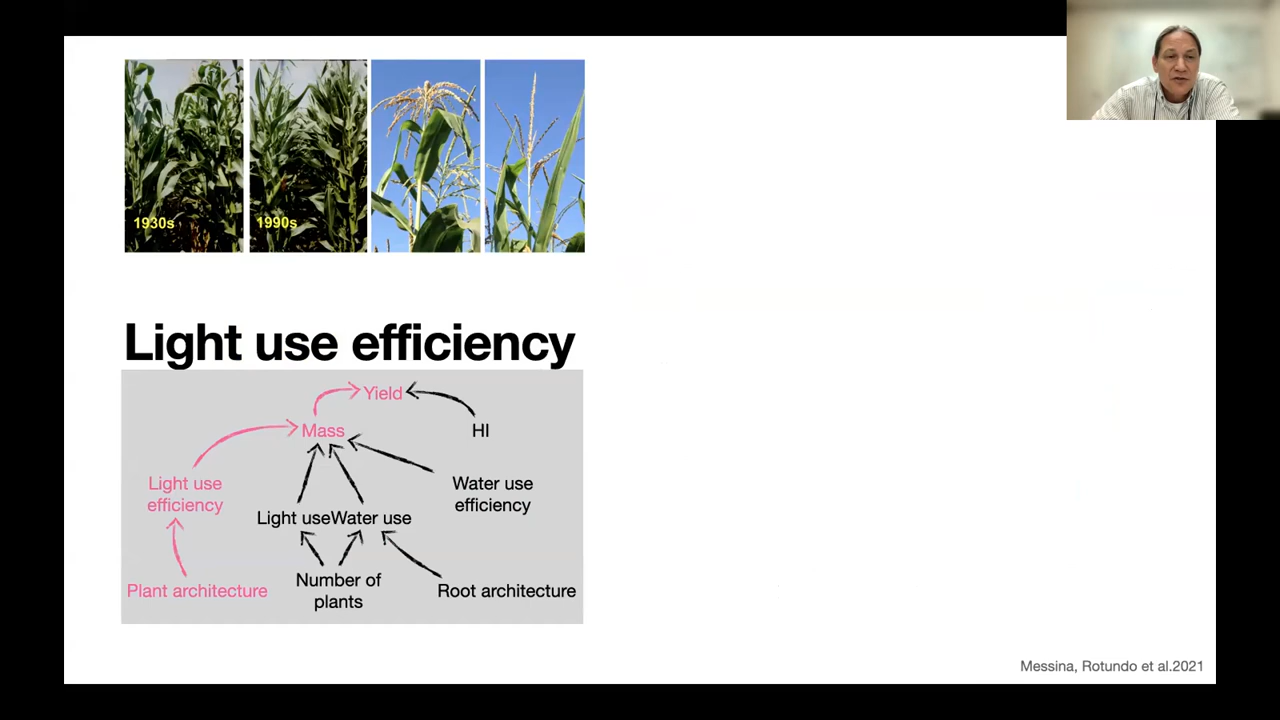 1930s
1990s
Light use efficiency
Yield
Mass
HI
Light use
efficiency
Water use
efficiency
Light use
Water use
Plant architecture
Number of
plants
Root architecture
Messina, Rotundo et al.2021